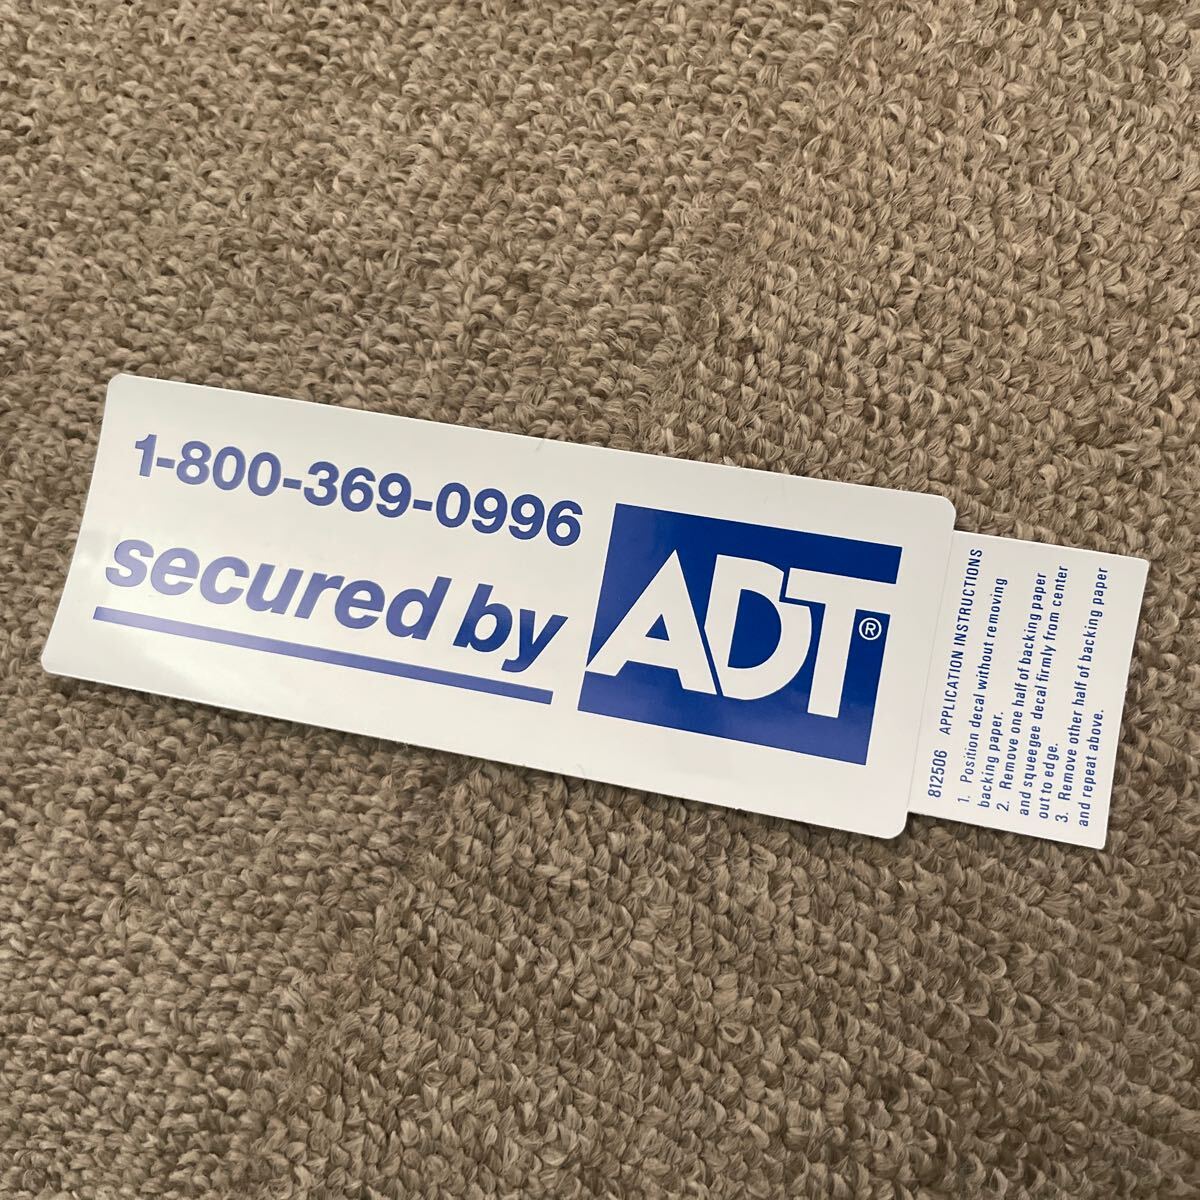 1-800-369-0996
secured by
ADT®
812506 APPLICATION INSTRUCTIONS
1. Position decal without removing
backing paper.
2. Remove one half of backing paper
and squeegee decal firmly from center
out to edge.
3. Remove other half of backing paper
and repeat above.